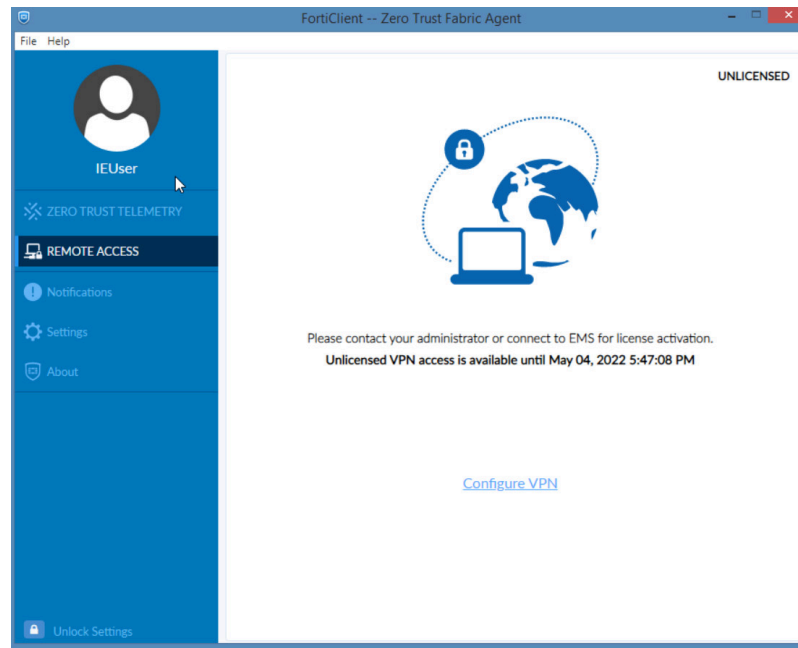 FortiClient -- Zero Trust Fabric Agent
File Help
UNLICENSED
IEUser
ZERO TRUST TELEMETRY
REMOTE ACCESS
Notifications
Settings
About
Please contact your administrator or connect to EMS for license activation.
Unlicensed VPN access is available until May 04, 2022 5:47:08 PM
Configure VPN
Unlock Settings